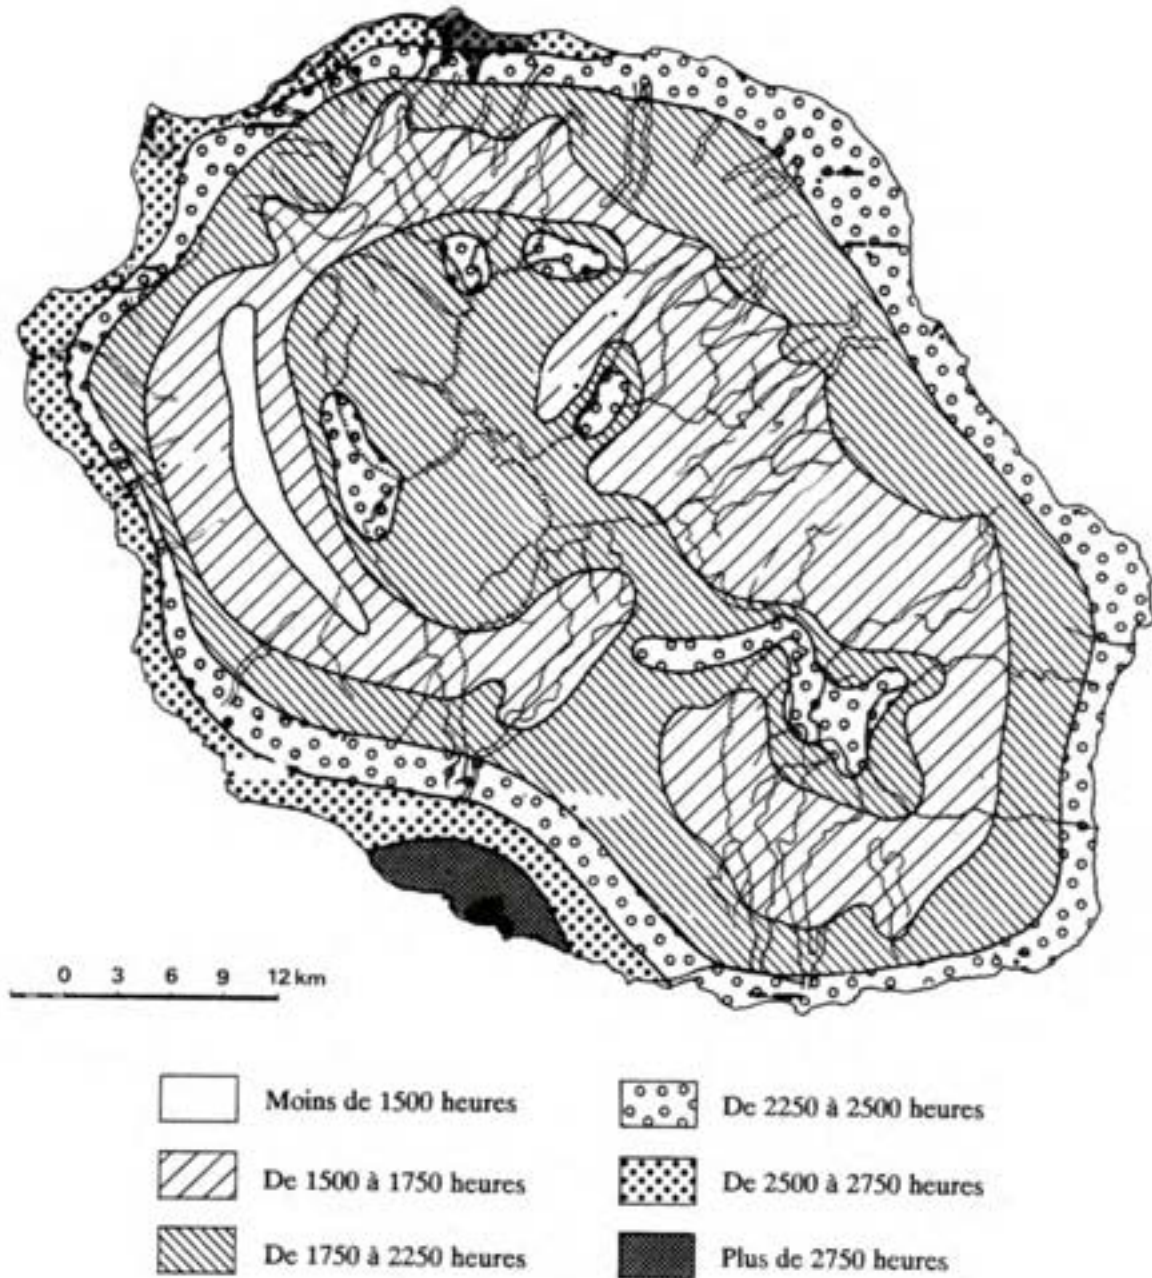 0 3 6 9 12 km
Moins de 1500 heures
De 1500 à 1750 heures
De 1750 à 2250 heures
De 2250 à 2500 heures
De 2500 à 2750 heures
Plus de 2750 heures